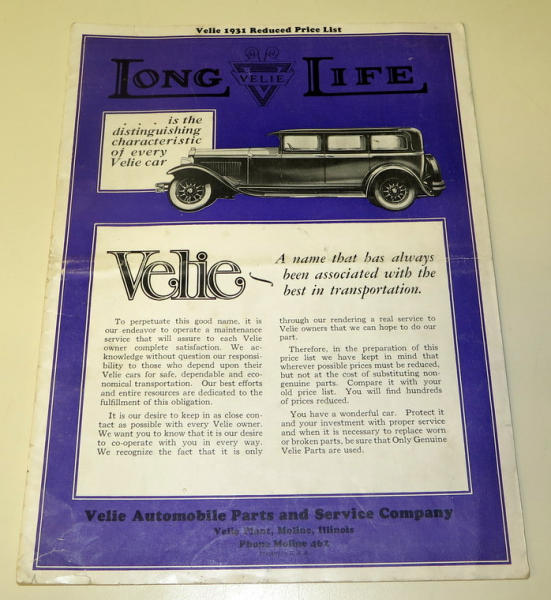 Velie 1931 Reduced Price List
LONG LIFE
VELIE
. . . is the
distinguishing
characteristic
of every
Velie car
Velie
A name that has always
been associated with the
best in transportation.
To perpetuate this good name, it is
our endeavor to operate a maintenance
service that will assure to each Velie
owner complete satisfaction. We ac-
knowledge without question our responsi-
bility to those who depend upon their
Velie cars for safe, dependable and eco-
nomical transportation. Our best efforts
and entire resources are dedicated to the
fulfillment of this obligation.
It is our desire to keep in as close con-
tact as possible with every Velie owner.
We want you to know that it is our desire
to co-operate with you in every way.
We recognize the fact that it is only
through our rendering a real service to
Velie owners that we can hope to do our
part.
Therefore, in the preparation of this
price list we have kept in mind that
wherever possible prices must be reduced,
but not at the cost of substituting non-
genuine parts. Compare it with your
old price list. You will find hundreds
of prices reduced.
You have a wonderful car. Protect it
and your investment with proper service
and when it is necessary to replace worn
or broken parts, be sure that Only Genuine
Velie Parts are used.
Velie Automobile Parts and Service Company
Velie Plant, Moline, Illinois
Phone Moline 462